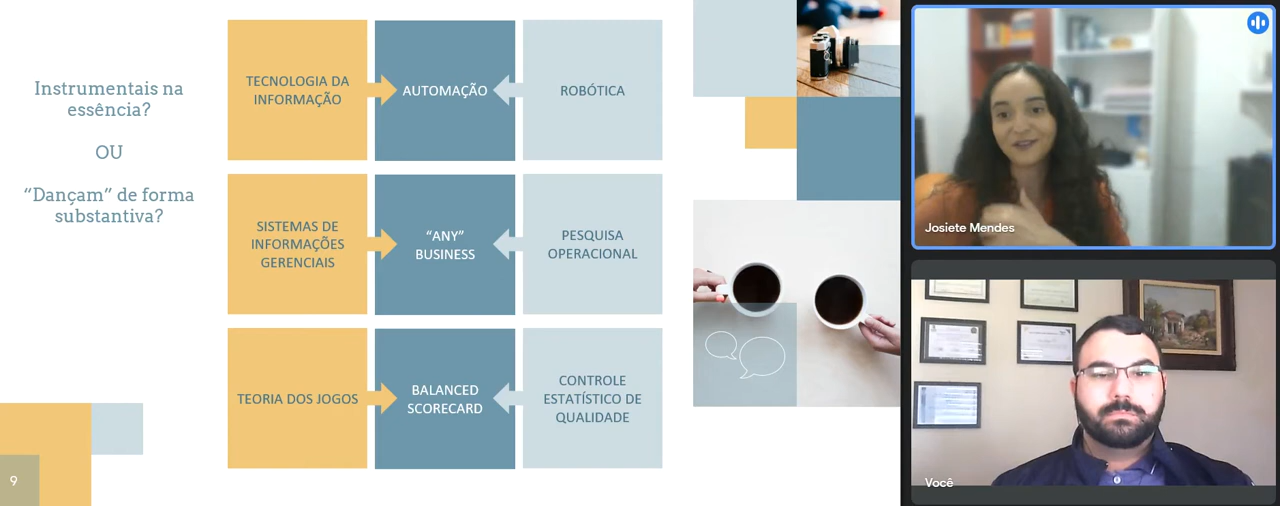 Instrumentais na
essência?
OU
“Dançam” de forma
substantiva?
TECNOLOGIA DA
INFORMAÇÃO
AUTOMAÇÃO
ROBÓTICA
SISTEMAS DE
INFORMAÇÕES
GERENCIAIS
“ANY”
BUSINESS
PESQUISA
OPERACIONAL
TEORIA DOS JOGOS
BALANCED
SCORECARD
CONTROLE
ESTATÍSTICO DE
QUALIDADE
9
Josiete Mendes
Você